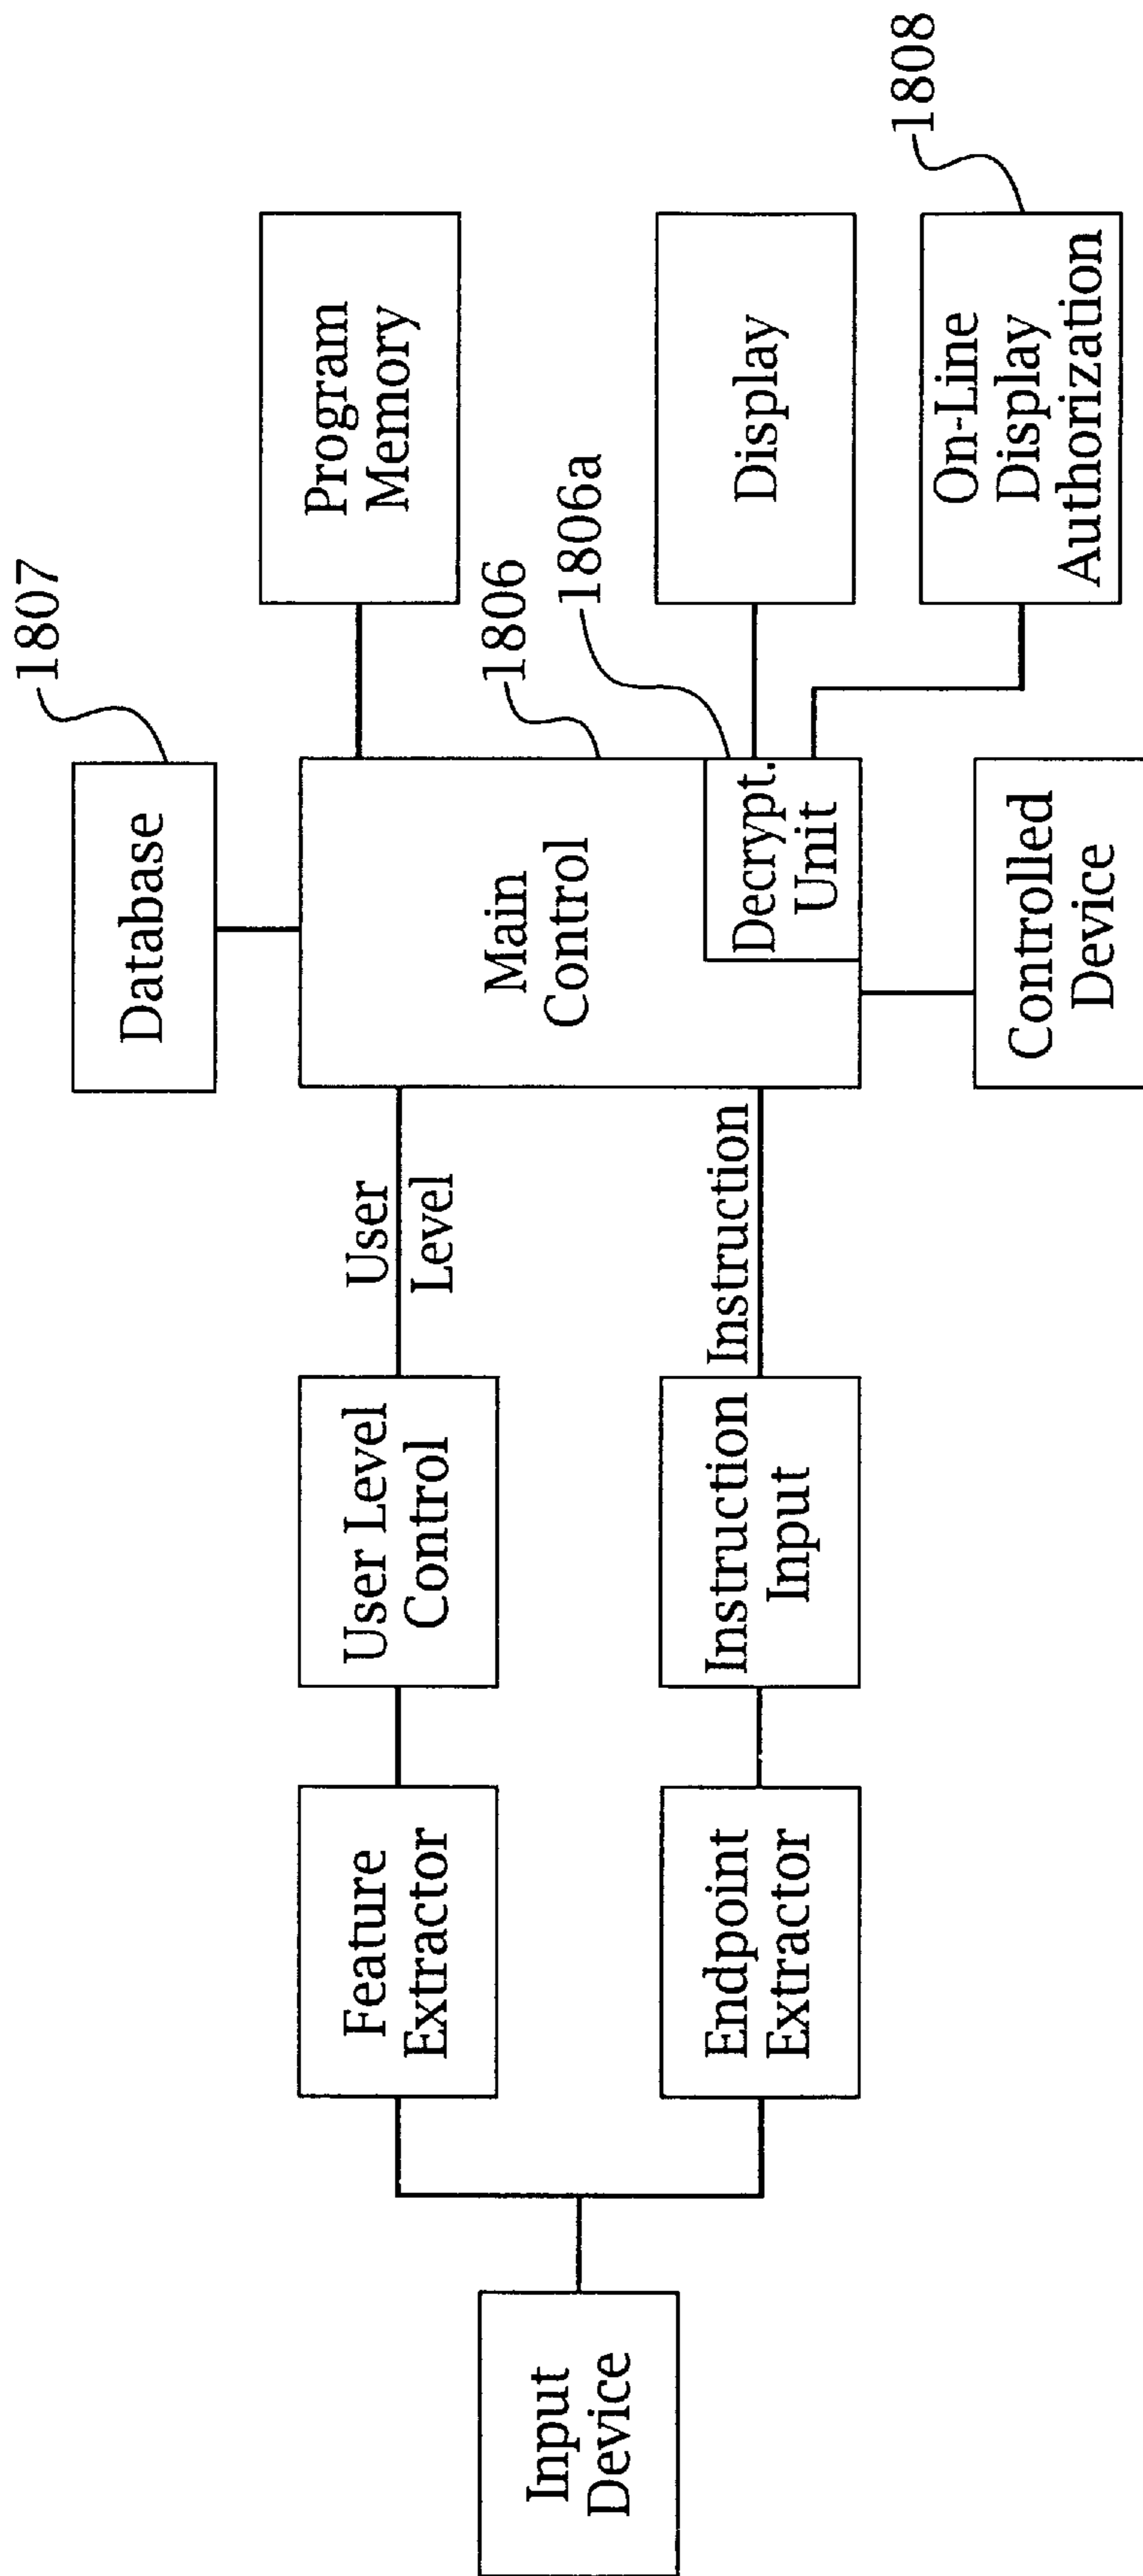 Input
Device
Feature
Extractor
Endpoint
Extractor
User Level
Control
Instruction
Input
User
Level
Instruction
Database
1807
Main
Control
1806
Decrypt.
Unit
1806a
Controlled
Device
Program
Memory
Display
On-Line
Display
Authorization
1808